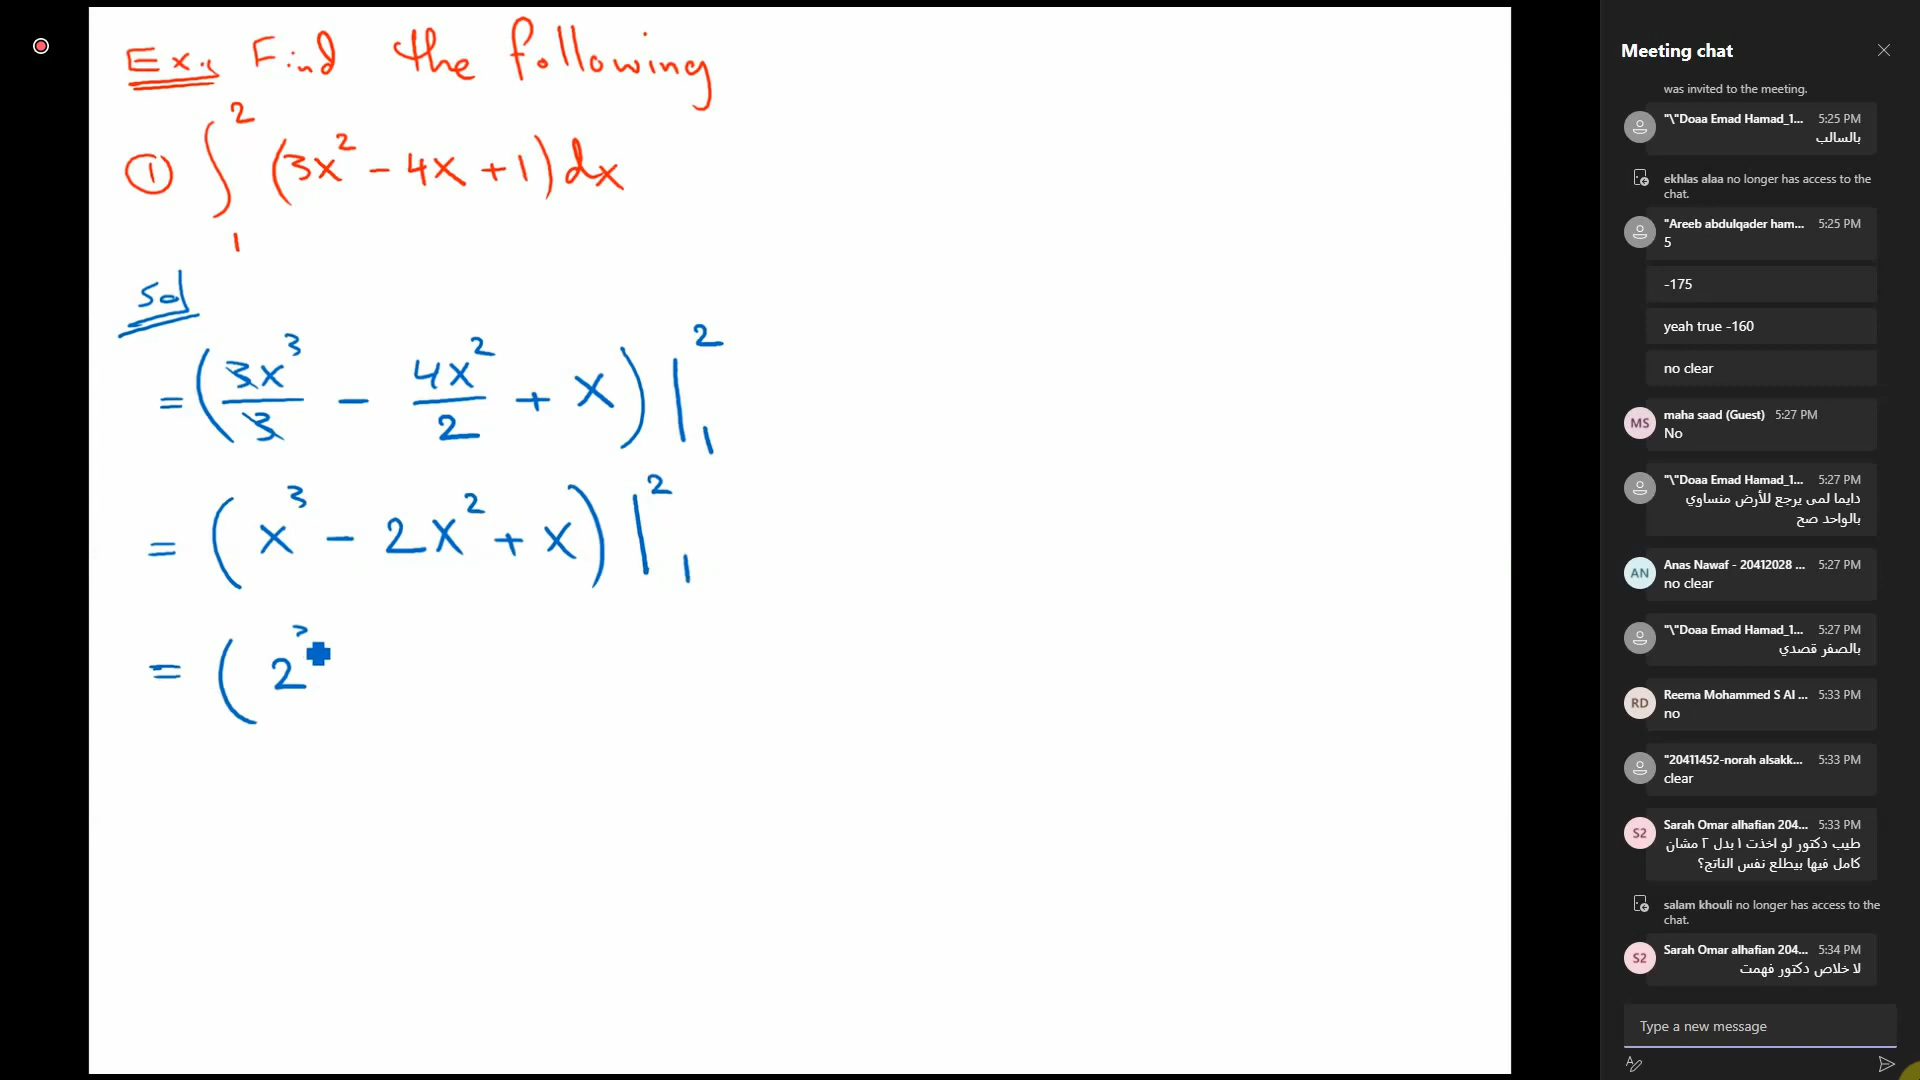 Ex., Find the following
① ∫₁² (3x² - 4x + 1) dx
Sol
= (3x³/3 - 4x²/2 + x) |₁²
= (x³ - 2x² + x) |₁²
= ( 2
Meeting chat
was invited to the meeting.
"\"Doaa Emad Hamad_1... 5:25 PM
بالسالب
ekhlas alaa no longer has access to the
chat.
"Areeb abdulqader ham... 5:25 PM
5
-175
yeah true -160
no clear
MS
maha saad (Guest) 5:27 PM
No
"\"Doaa Emad Hamad_1... 5:27 PM
دايما لمى يرجع للأرض منساوي
بالواحد صح
AN
Anas Nawaf - 20412028 ... 5:27 PM
no clear
"\"Doaa Emad Hamad_1... 5:27 PM
بالصفر قصدي
RD
Reema Mohammed S Al ... 5:33 PM
no
"20411452-norah alsakk... 5:33 PM
clear
S2
Sarah Omar alhafian 204... 5:33 PM
طيب دكتور لو اخذت ١ بدل ٢ مشان
كامل فيها بيطلع نفس الناتج؟
salam khouli no longer has access to the
chat.
S2
Sarah Omar alhafian 204... 5:34 PM
لا خلاص دكتور فهمت
Type a new message